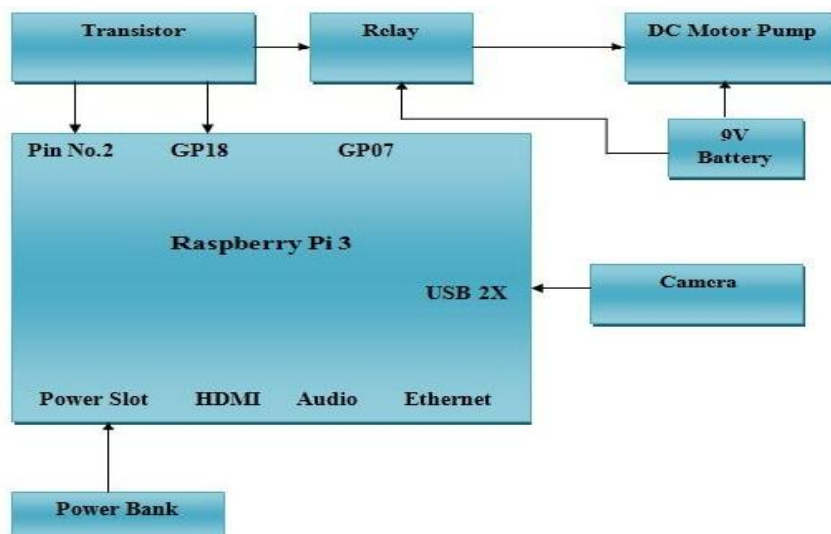 Transistor
Relay
DC Motor Pump
9V
Battery
Pin No.2
GP18
GP07
Raspberry Pi 3
USB 2X
Camera
Power Slot
HDMI
Audio
Ethernet
Power Bank